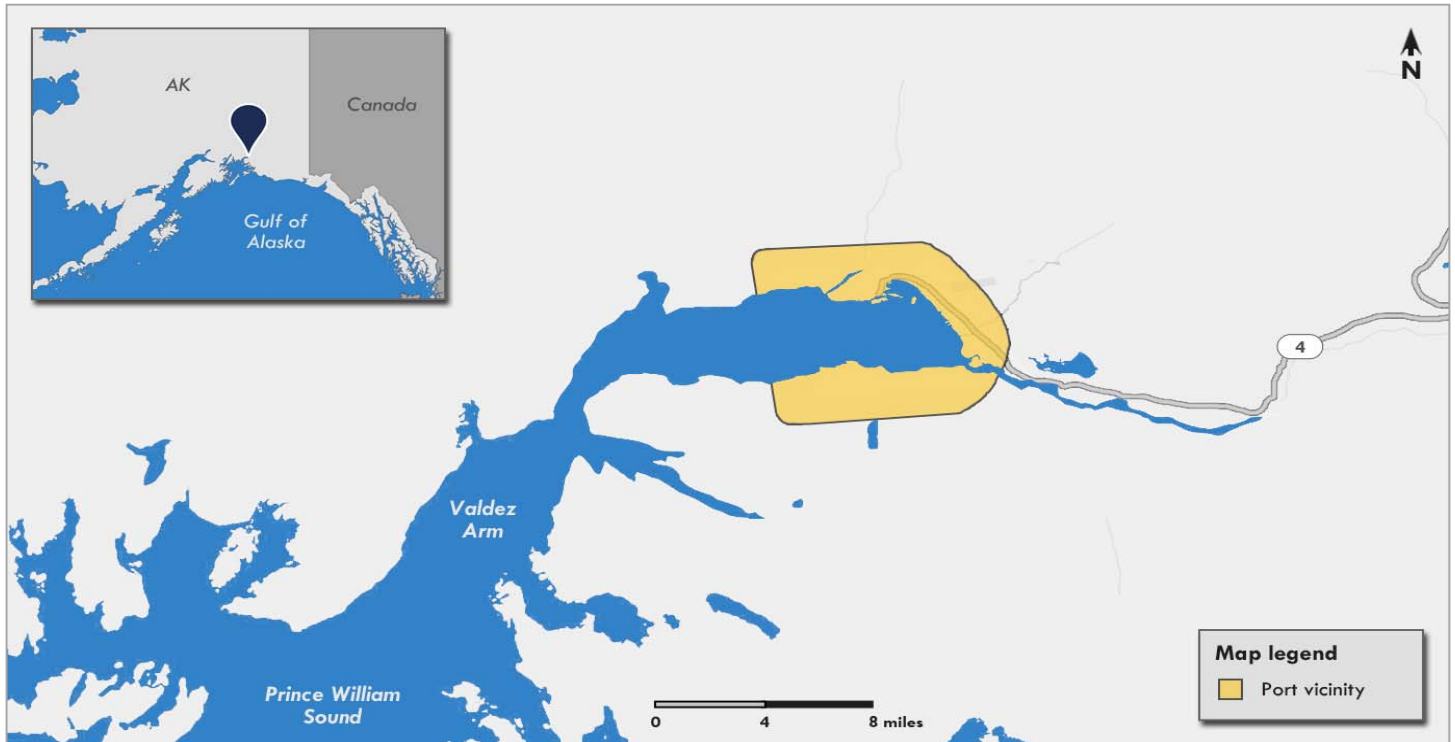 AK
Canada
Gulf of
Alaska
N
4
Valdez
Arm
Prince William
Sound
0 4 8 miles
Map legend
Port vicinity